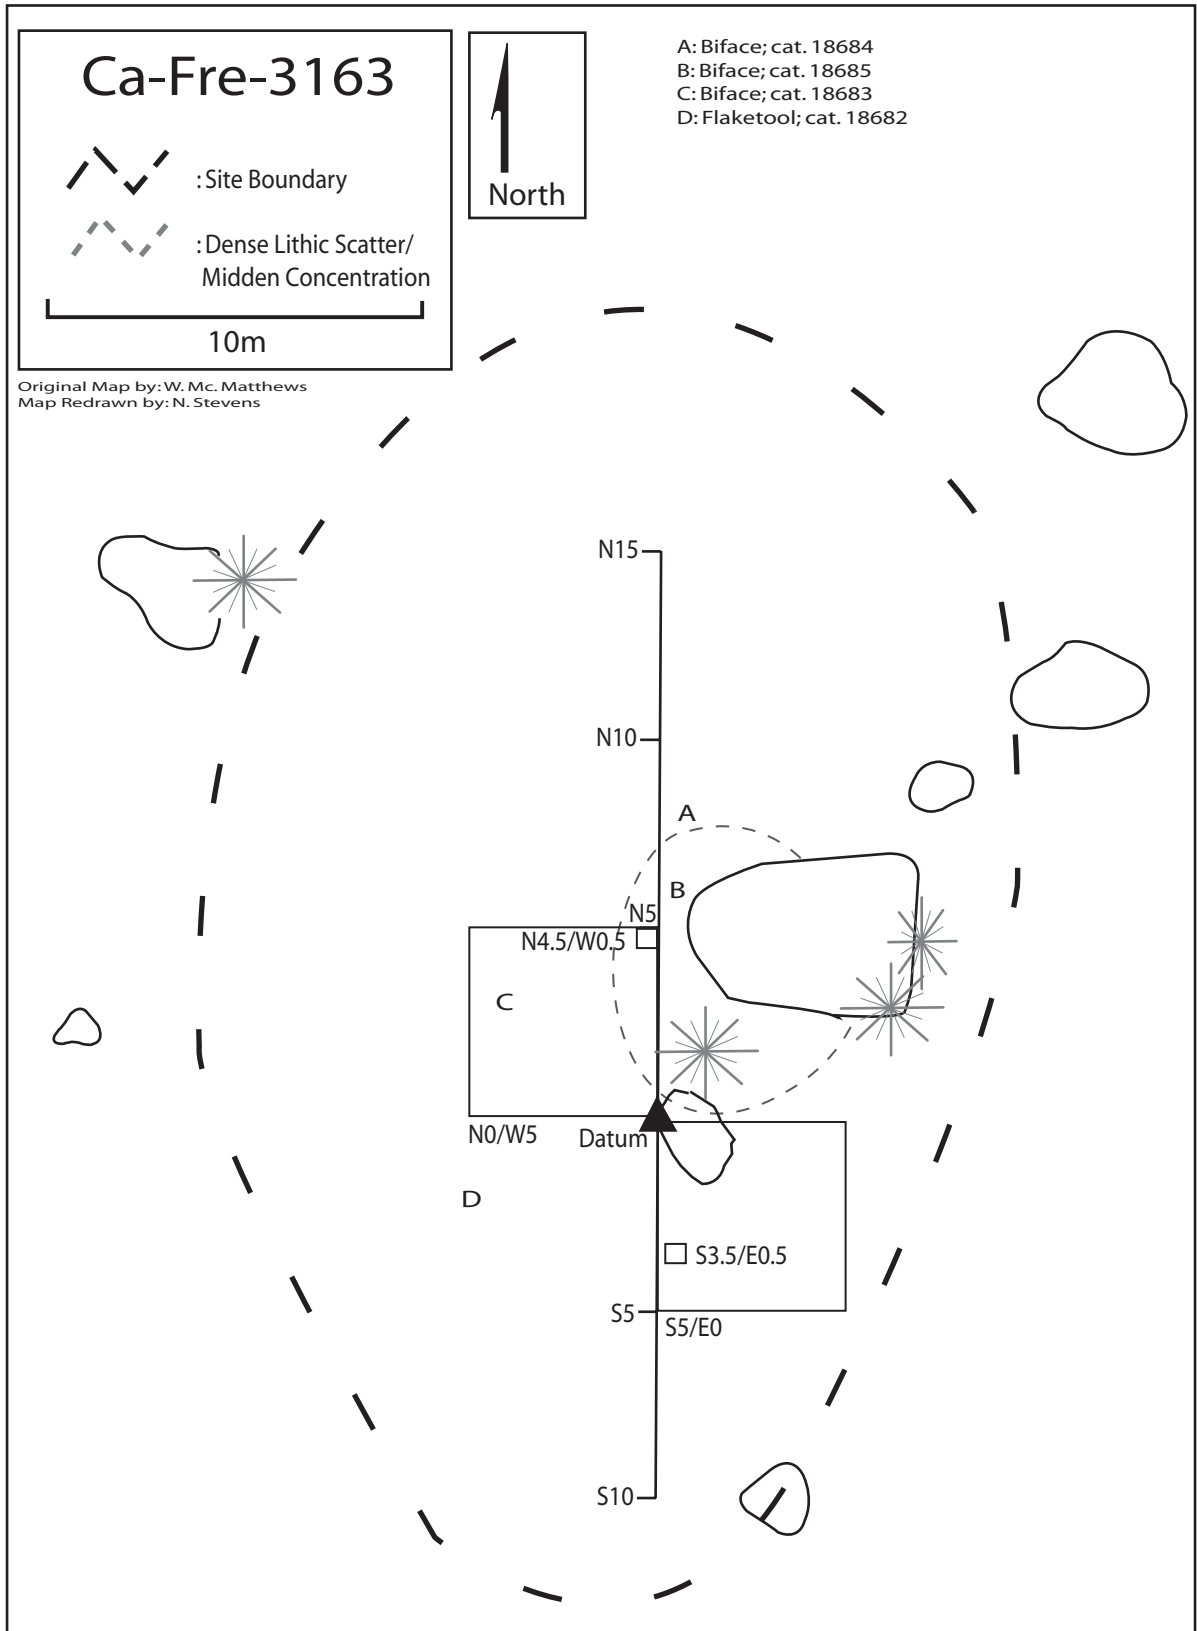 Ca-Fre-3163
: Site Boundary
: Dense Lithic Scatter/
Midden Concentration
10m
North
A: Biface; cat. 18684
B: Biface; cat. 18685
C: Biface; cat. 18683
D: Flaketool; cat. 18682
Original Map by: W. Mc. Matthews
Map Redrawn by: N. Stevens
N15
N10
A
B
N5
N4.5/W0.5
C
N0/W5
Datum
D
S3.5/E0.5
S5
S5/E0
S10